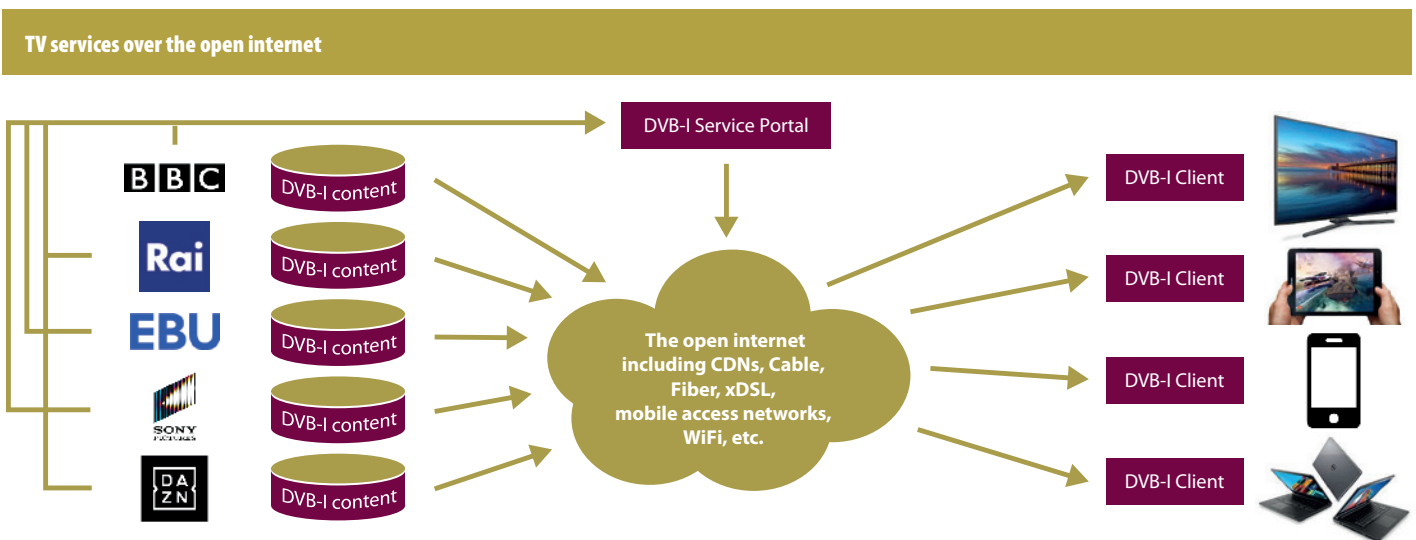 TV services over the open internet
DVB-I Service Portal
BBC
DVB-I content
DVB-I Client
Rai
DVB-I content
DVB-I Client
EBU
DVB-I content
The open internet
including CDNs, Cable,
Fiber, xDSL,
mobile access networks,
WiFi, etc.
DVB-I Client
SONY
PICTURES
DVB-I content
DA
ZN
DVB-I content
DVB-I Client